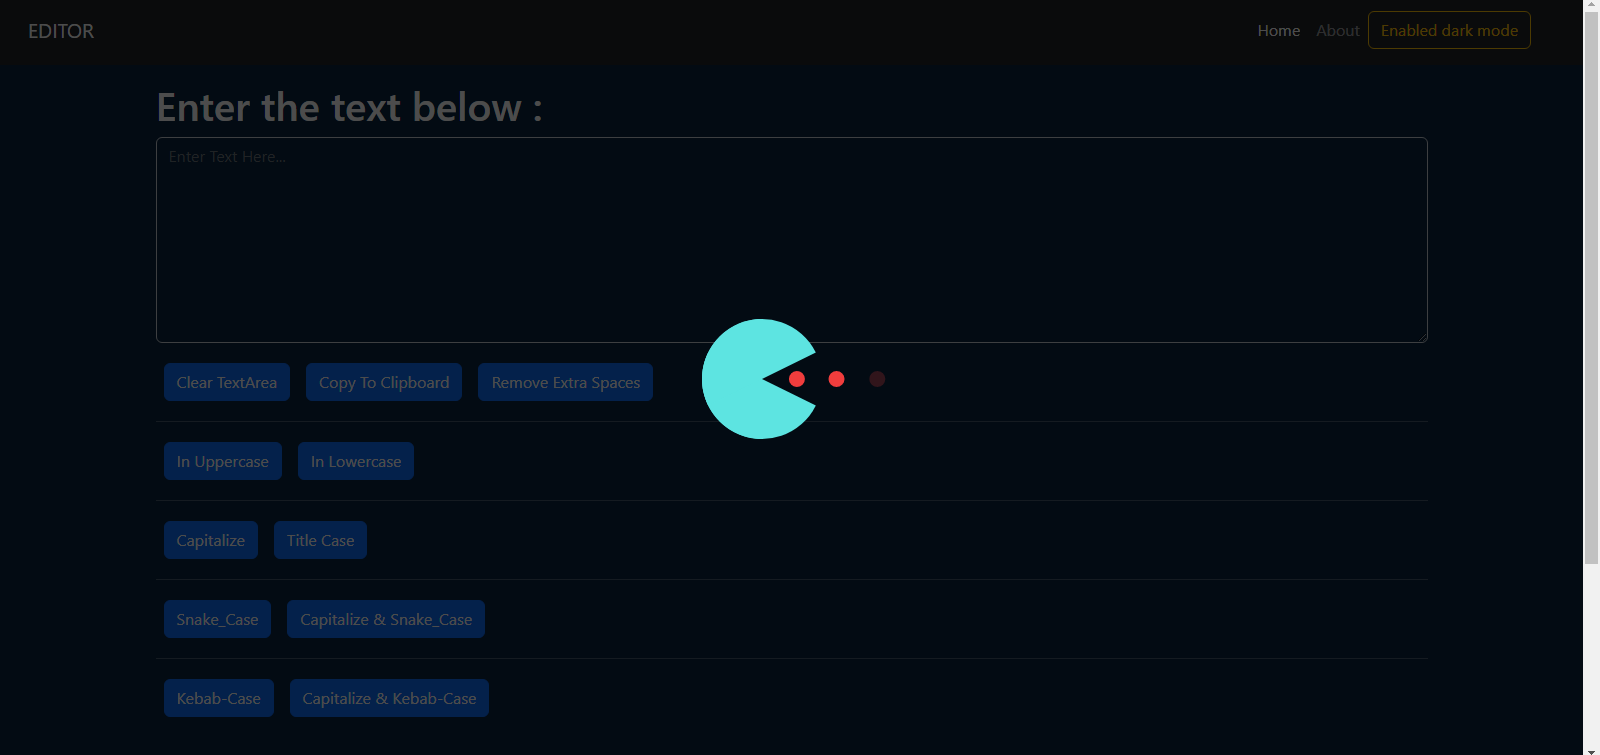 EDITOR
Home About Enabled dark mode
Enter the text below :
Enter Text Here...
Clear TextArea Copy To Clipboard Remove Extra Spaces
In Uppercase In Lowercase
Capitalize Title Case
Snake_Case Capitalize & Snake_Case
Kebab-Case Capitalize & Kebab-Case